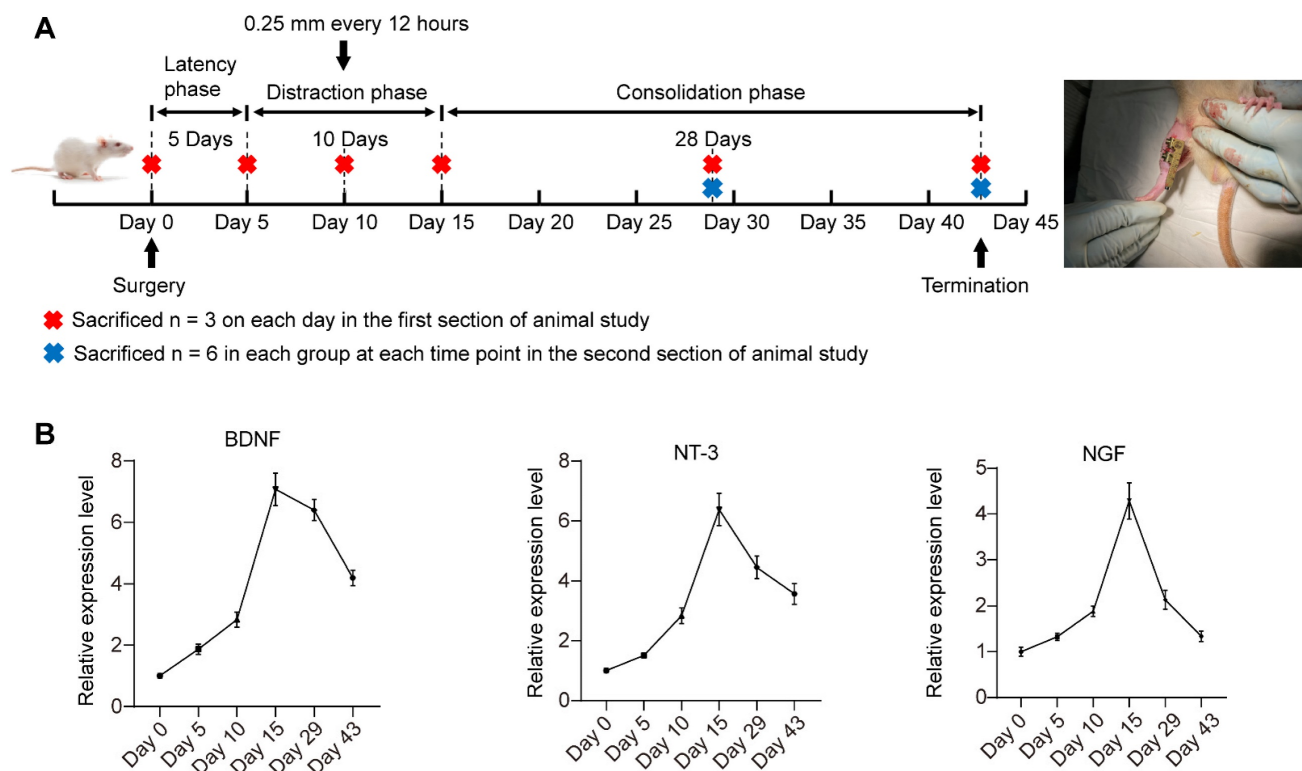 A
0.25 mm every 12 hours
Latency
phase
Distraction phase
Consolidation phase
5 Days
10 Days
28 Days
Day 0
Day 5
Day 10
Day 15
Day 20
Day 25
Day 30
Day 35
Day 40
Day 45
Surgery
Termination
Sacrificed n = 3 on each day in the first section of animal study
Sacrificed n = 6 in each group at each time point in the second section of animal study
B
BDNF
Relative expression level
8
6
4
2
0
Day 0
Day 5
Day 10
Day 15
Day 29
Day 43
NT-3
Relative expression level
8
6
4
2
0
Day 0
Day 5
Day 10
Day 15
Day 29
Day 43
NGF
Relative expression level
5
4
3
2
1
0
Day 0
Day 5
Day 10
Day 15
Day 29
Day 43